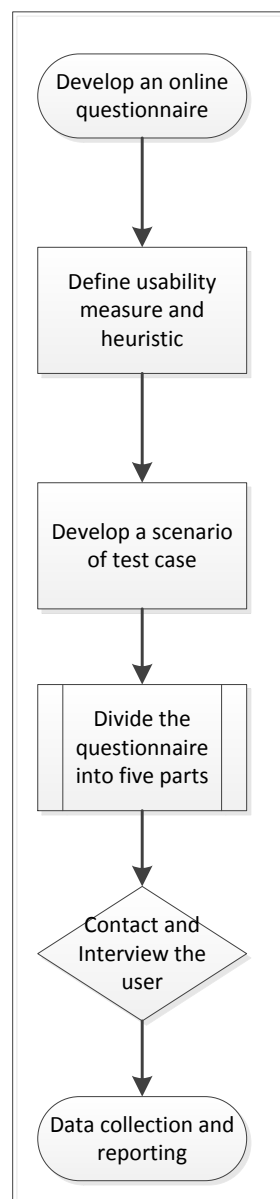 Develop an online
questionnaire
Define usability
measure and
heuristic
Develop a scenario
of test case
Divide the
questionnaire
into five parts
Contact and
Interview the
user
Data collection and
reporting